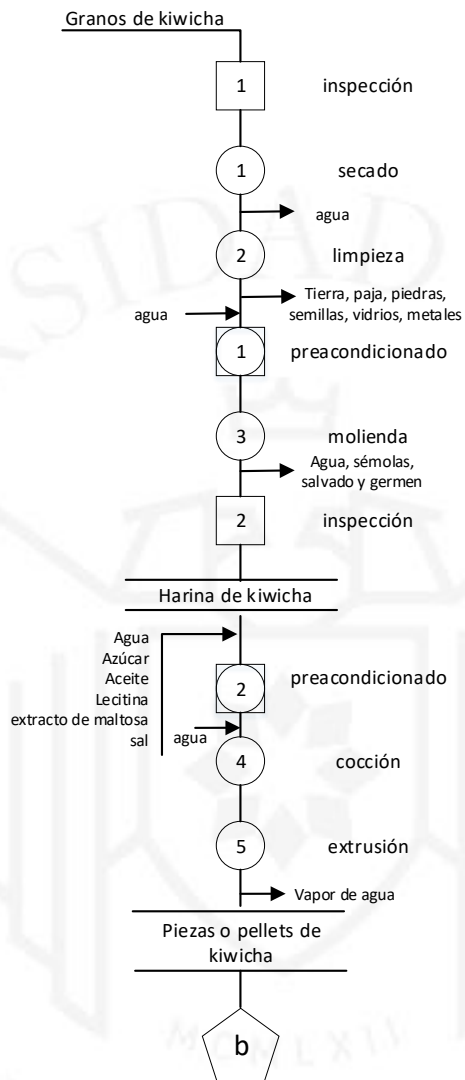 Granos de kiwicha
1 inspección
1 secado
agua
2 limpieza
Tierra, paja, piedras,
semillas, vidrios, metales
agua
1 preacondicionado
3 molienda
Agua, sémolas,
salvado y germen
2 inspección
Harina de kiwicha
Agua
Azúcar
Aceite
Lecitina
extracto de maltosa
sal
2 preacondicionado
agua
4 cocción
5 extrusión
Vapor de agua
Piezas o pellets de
kiwicha
b
RSIDAD
MCMLXII